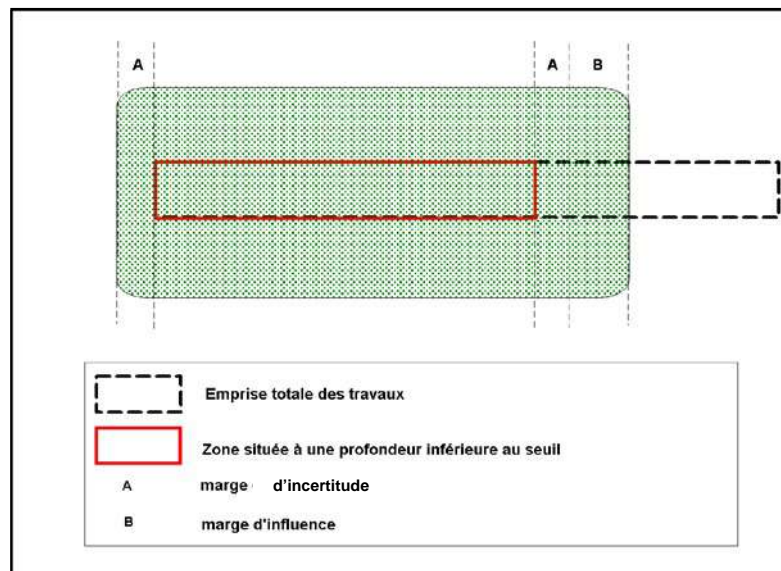 A A B
Emprise totale des travaux
Zone située à une profondeur inférieure au seuil
A marge d'incertitude
B marge d'influence